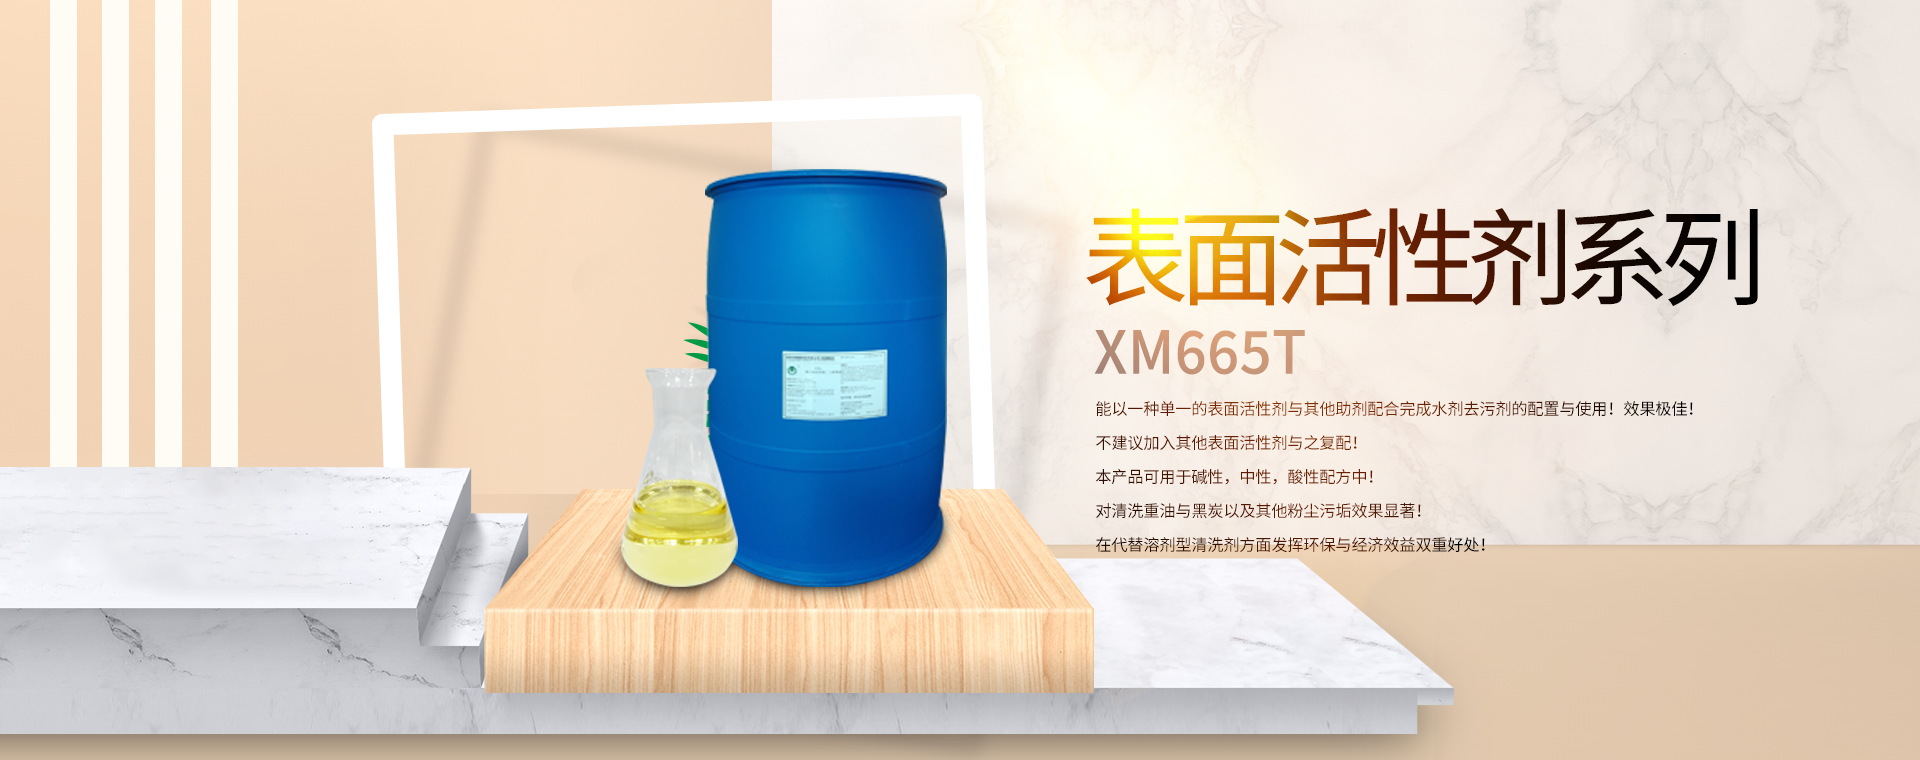 表面活性剂系列
XM665T
能以一种单一的表面活性剂与其他助剂配合完成水剂去污剂的配置与使用！效果极佳！
不建议加入其他表面活性剂与之复配！
本产品可用于碱性，中性，酸性配方中！
对清洗重油与黑炭以及其他粉尘污垢效果显著！
在代替溶剂型清洗剂方面发挥环保与经济效益双重好处！